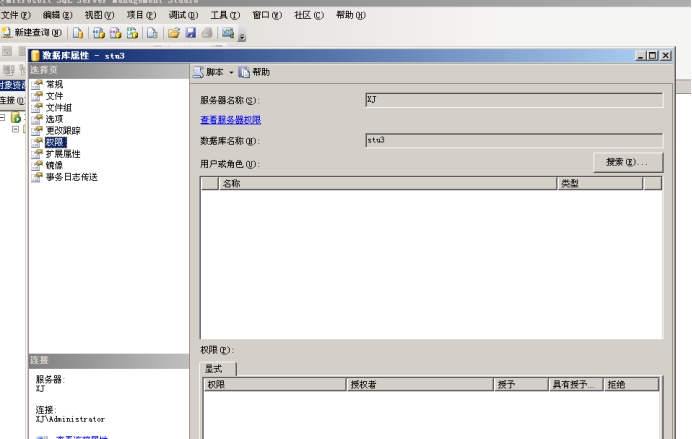 Microsoft SQL Server Management Studio
文件(F) 编辑(E) 视图(V) 项目(P) 调试(D) 工具(T) 窗口(W) 社区(C) 帮助(H)
新建查询(N)
数据库属性 - stu3
选择页
常规
文件
文件组
选项
更改跟踪
权限
扩展属性
镜像
事务日志传送
脚本 帮助
服务器名称(S): XJ
查看服务器权限
数据库名称(N): stu3
用户或角色(U): 搜索(E)...
名称 类型
权限(P):
显式
权限 授权者 授予 具有授予... 拒绝
连接
服务器:
XJ
连接:
XJ\Administrator
查看连接属性
对象资
连接(O)